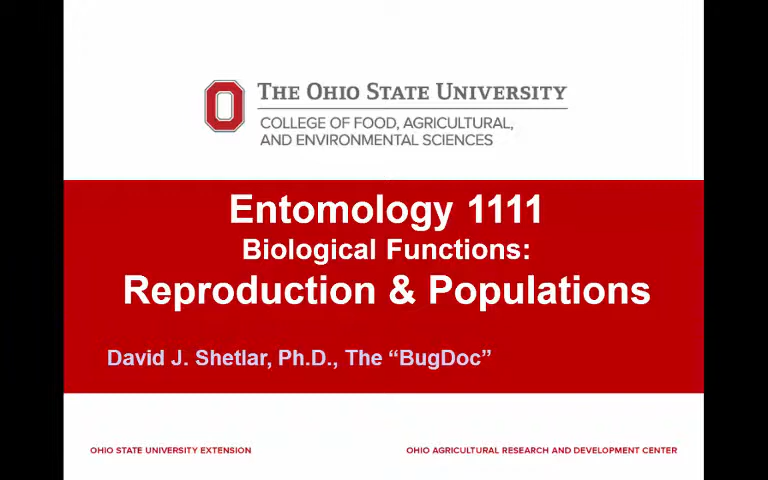 THE OHIO STATE UNIVERSITY
COLLEGE OF FOOD, AGRICULTURAL,
AND ENVIRONMENTAL SCIENCES
Entomology 1111
Biological Functions:
Reproduction & Populations
David J. Shetlar, Ph.D., The “BugDoc”
OHIO STATE UNIVERSITY EXTENSION
OHIO AGRICULTURAL RESEARCH AND DEVELOPMENT CENTER